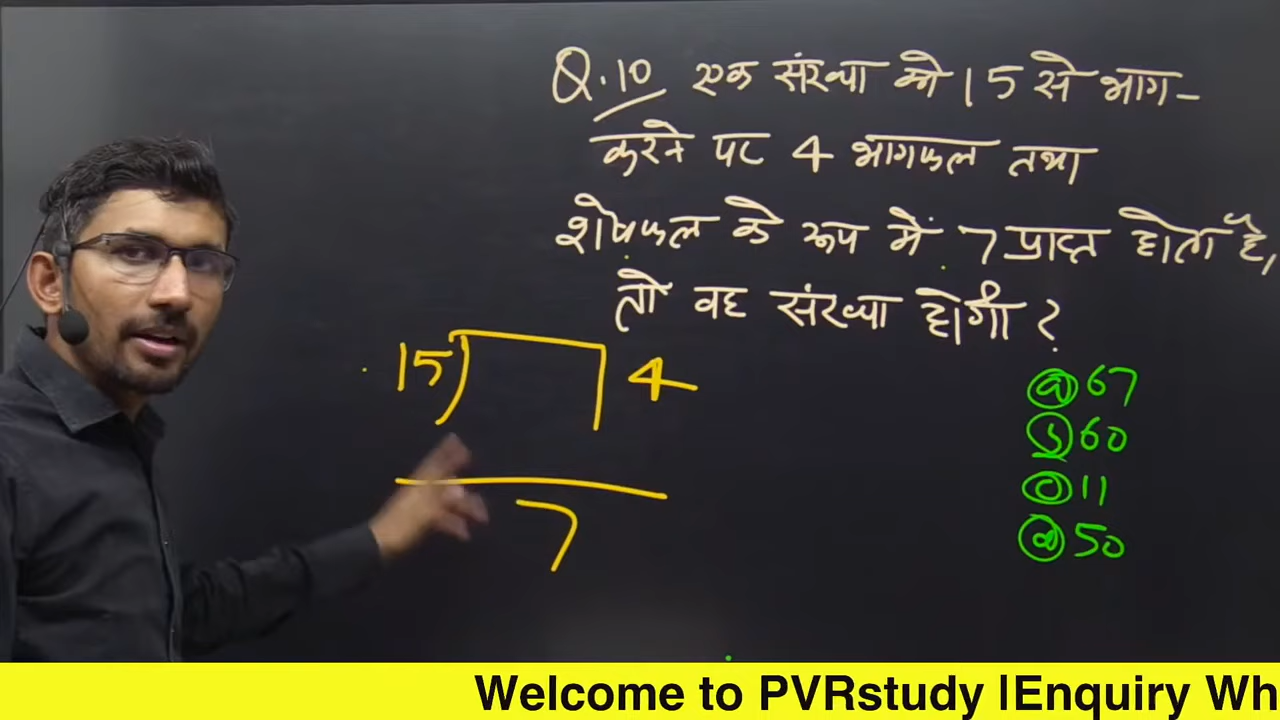 Q.10 एक संख्या को 15 से भाग-
करने पर 4 भागफल तथा
शेषफल के रूप में 7 प्राप्त होता है,
तो वह संख्या होगी ?
15) 4
7
(a) 67
(b) 60
(c) 11
(d) 50
Welcome to PVRstudy |Enquiry Wh